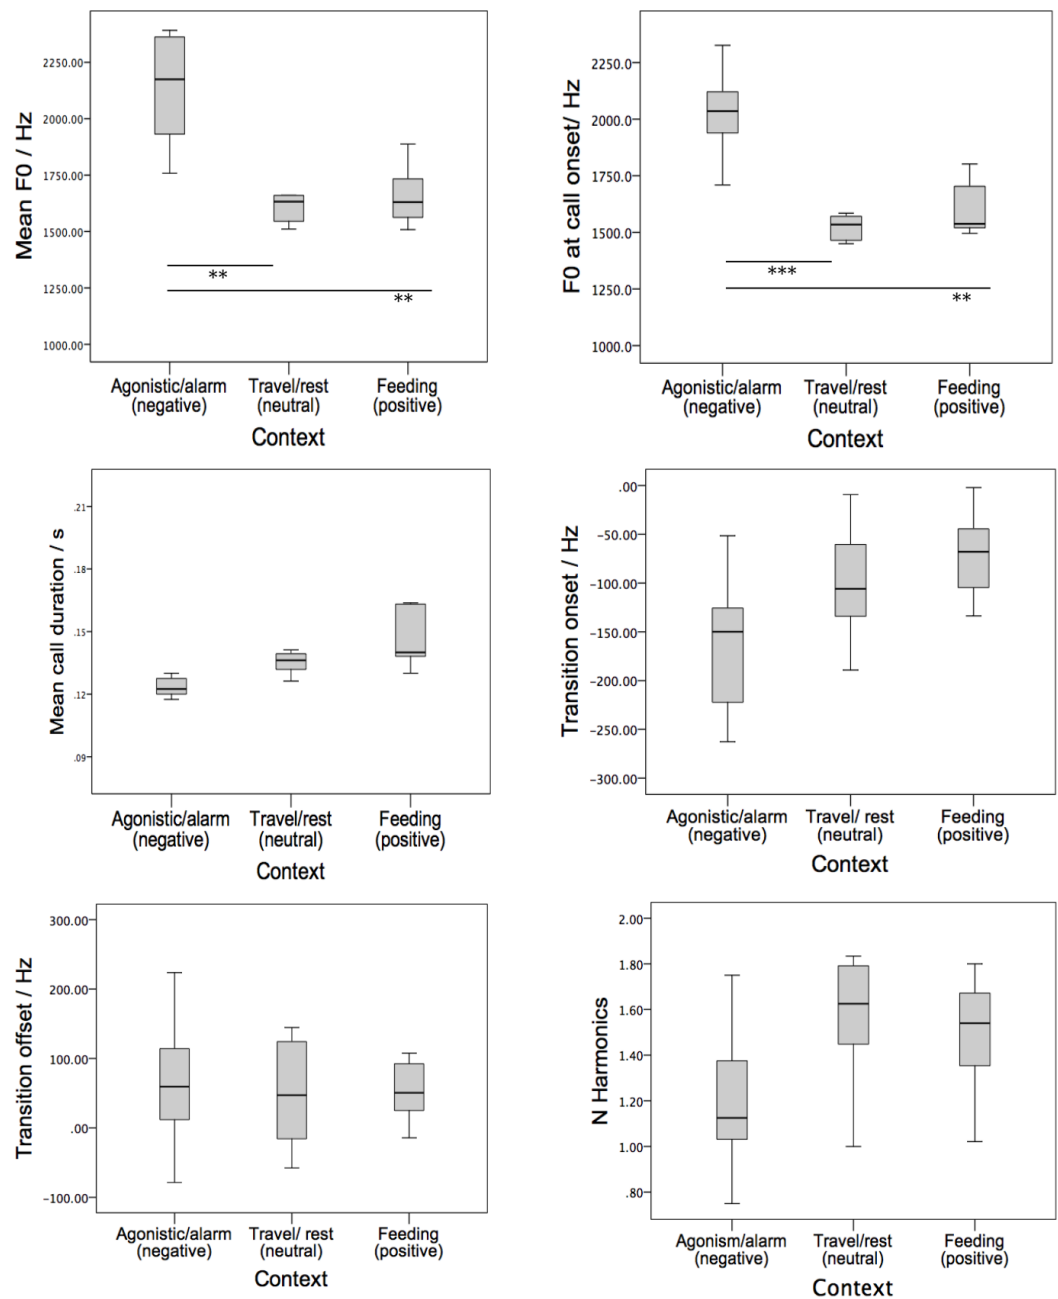 Mean F0 / Hz
2250.00
2000.00
1750.00
1500.00
1250.00
1000.00
**
**
Agonistic/alarm Travel/rest Feeding
(negative) (neutral) (positive)
Context
F0 at call onset/ Hz
2250.0
2000.0
1750.0
1500.0
1250.0
1000.0
***
**
Agonistic/alarm Travel/rest Feeding
(negative) (neutral) (positive)
Context
Mean call duration / s
.21
.18
.15
.12
.09
Agonistic/alarm Travel/rest Feeding
(negative) (neutral) (positive)
Context
Transition onset / Hz
.00
-50.00
-100.00
-150.00
-200.00
-250.00
-300.00
Agonistic/alarm Travel/ rest Feeding
(negative) (neutral) (positive)
Context
Transition offset / Hz
300.00
200.00
100.00
.00
-100.00
Agonistic/alarm Travel/ rest Feeding
(negative) (neutral) (positive)
Context
N Harmonics
2.00
1.80
1.60
1.40
1.20
1.00
.80
Agonism/alarm Travel/rest Feeding
(negative) (neutral) (positive)
Context